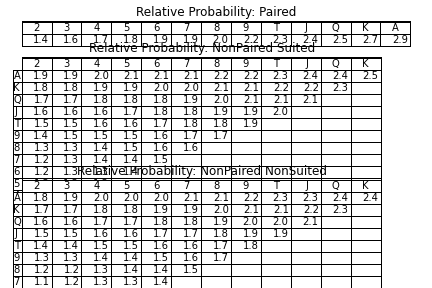 Relative Probability: Paired
2 3 4 5 6 7 8 9 T J Q K A
1.4 1.6 1.7 1.8 1.9 1.9 2.0 2.2 2.3 2.4 2.5 2.7 2.9
Relative Probability: NonPaired Suited
2 3 4 5 6 7 8 9 T J Q K
A 1.9 1.9 2.0 2.1 2.1 2.1 2.2 2.2 2.3 2.4 2.4 2.5
K 1.8 1.8 1.9 1.9 2.0 2.0 2.1 2.1 2.2 2.2 2.3
Q 1.7 1.7 1.8 1.8 1.8 1.9 2.0 2.1 2.1 2.1
J 1.6 1.6 1.6 1.7 1.8 1.8 1.9 1.9 2.0
T 1.5 1.5 1.6 1.6 1.7 1.8 1.8 1.9
9 1.4 1.5 1.5 1.5 1.6 1.7 1.7
8 1.3 1.3 1.4 1.5 1.6 1.6
7 1.2 1.3 1.4 1.4 1.5
6 1.2 1.3
5
Relative Probability: NonPaired NonSuited
2 3 4 5 6 7 8 9 T J Q K
A 1.8 1.9 2.0 2.0 2.0 2.1 2.1 2.2 2.3 2.3 2.4 2.4
K 1.7 1.7 1.8 1.8 1.9 1.9 2.0 2.1 2.1 2.2 2.3
Q 1.6 1.6 1.7 1.7 1.8 1.8 1.9 2.0 2.0 2.1
J 1.5 1.5 1.6 1.6 1.7 1.7 1.8 1.9 1.9
T 1.4 1.4 1.5 1.5 1.6 1.6 1.7 1.8
9 1.3 1.3 1.4 1.4 1.5 1.6 1.7
8 1.2 1.2 1.3 1.4 1.4 1.5
7 1.1 1.2 1.3 1.3 1.4